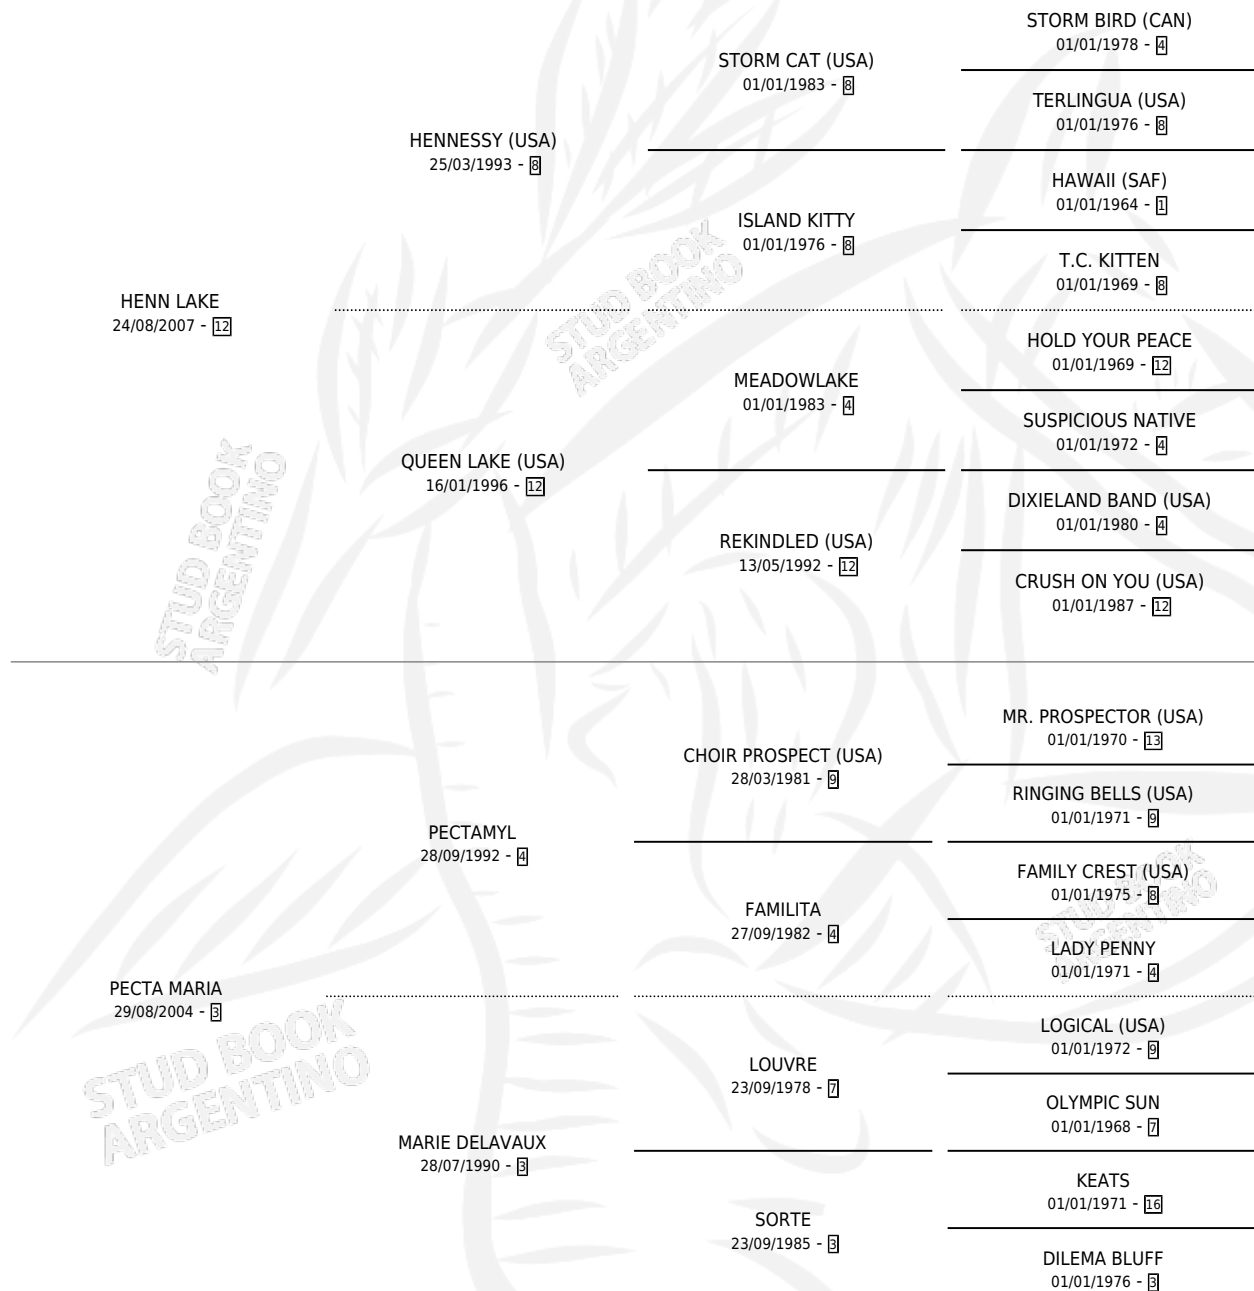 STORM BIRD (CAN)
01/01/1978 - 4
STORM CAT (USA)
01/01/1983 - 8
TERLINGUA (USA)
01/01/1976 - 8
HENNESSY (USA)
25/03/1993 - 8
HAWAII (SAF)
01/01/1964 - 1
ISLAND KITTY
01/01/1976 - 8
T.C. KITTEN
01/01/1969 - 8
HENN LAKE
24/08/2007 - 12
HOLD YOUR PEACE
01/01/1969 - 12
MEADOWLAKE
01/01/1983 - 4
SUSPICIOUS NATIVE
01/01/1972 - 4
QUEEN LAKE (USA)
16/01/1996 - 12
DIXIELAND BAND (USA)
01/01/1980 - 4
REKINDLED (USA)
13/05/1992 - 12
CRUSH ON YOU (USA)
01/01/1987 - 12
MR. PROSPECTOR (USA)
01/01/1970 - 13
CHOIR PROSPECT (USA)
28/03/1981 - 9
RINGING BELLS (USA)
01/01/1971 - 9
PECTAMYL
28/09/1992 - 4
FAMILY CREST (USA)
01/01/1975 - 8
FAMILITA
27/09/1982 - 4
LADY PENNY
01/01/1971 - 4
PECTA MARIA
29/08/2004 - 3
LOGICAL (USA)
01/01/1972 - 9
LOUVRE
23/09/1978 - 7
OLYMPIC SUN
01/01/1968 - 7
MARIE DELAVAUX
28/07/1990 - 3
KEATS
01/01/1971 - 16
SORTE
23/09/1985 - 3
DILEMA BLUFF
01/01/1976 - 3
STUD BOOK
ARGENTINO
STUD BOOK
ARGENTINO
STUD BOOK
ARGENTINO
STUD BOOK
ARGENTINO